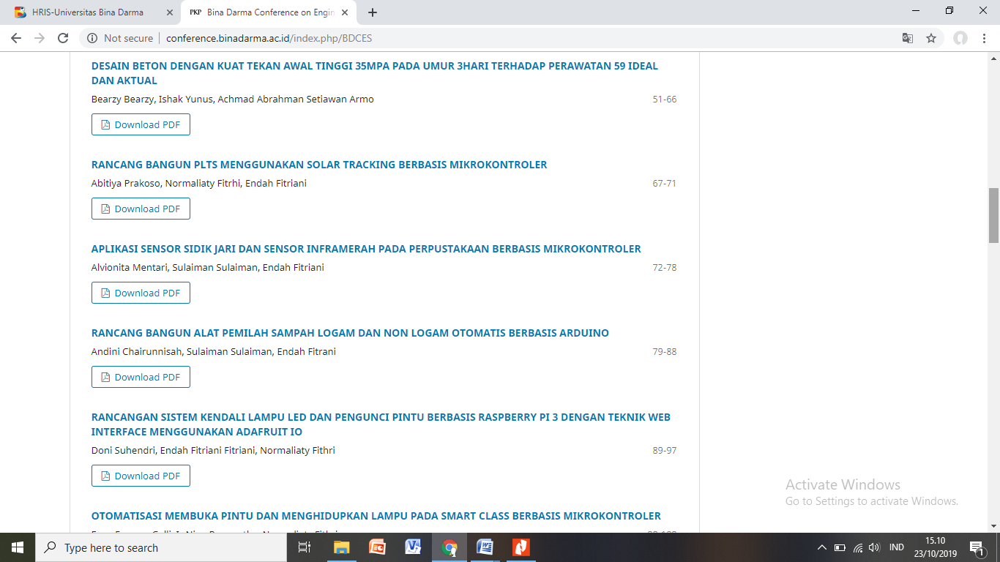 HRIS-Universitas Bina Darma
PKP Bina Darma Conference on Engin
Not secure conference.binadarma.ac.id/index.php/BDCES
DESAIN BETON DENGAN KUAT TEKAN AWAL TINGGI 35MPA PADA UMUR 3HARI TERHADAP PERAWATAN 59 IDEAL
DAN AKTUAL
Bearzy Bearzy, Ishak Yunus, Achmad Abrahman Setiawan Armo 51-66
Download PDF
RANCANG BANGUN PLTS MENGGUNAKAN SOLAR TRACKING BERBASIS MIKROKONTROLER
Abitiya Prakoso, Normaliaty Fitrhi, Endah Fitriani 67-71
Download PDF
APLIKASI SENSOR SIDIK JARI DAN SENSOR INFRAMERAH PADA PERPUSTAKAAN BERBASIS MIKROKONTROLER
Alvionita Mentari, Sulaiman Sulaiman, Endah Fitriani 72-78
Download PDF
RANCANG BANGUN ALAT PEMILAH SAMPAH LOGAM DAN NON LOGAM OTOMATIS BERBASIS ARDUINO
Andini Chairunnisah, Sulaiman Sulaiman, Endah Fitrani 79-88
Download PDF
RANCANGAN SISTEM KENDALI LAMPU LED DAN PENGUNCI PINTU BERBASIS RASPBERRY PI 3 DENGAN TEKNIK WEB
INTERFACE MENGGUNAKAN ADAFRUIT IO
Doni Suhendri, Endah Fitriani Fitriani, Normaliaty Fithri 89-97
Download PDF
Activate Windows
Go to Settings to activate Windows.
OTOMATISASI MEMBUKA PINTU DAN MENGHIDUPKAN LAMPU PADA SMART CLASS BERBASIS MIKROKONTROLER
Type here to search
IND
15.10
23/10/2019
1